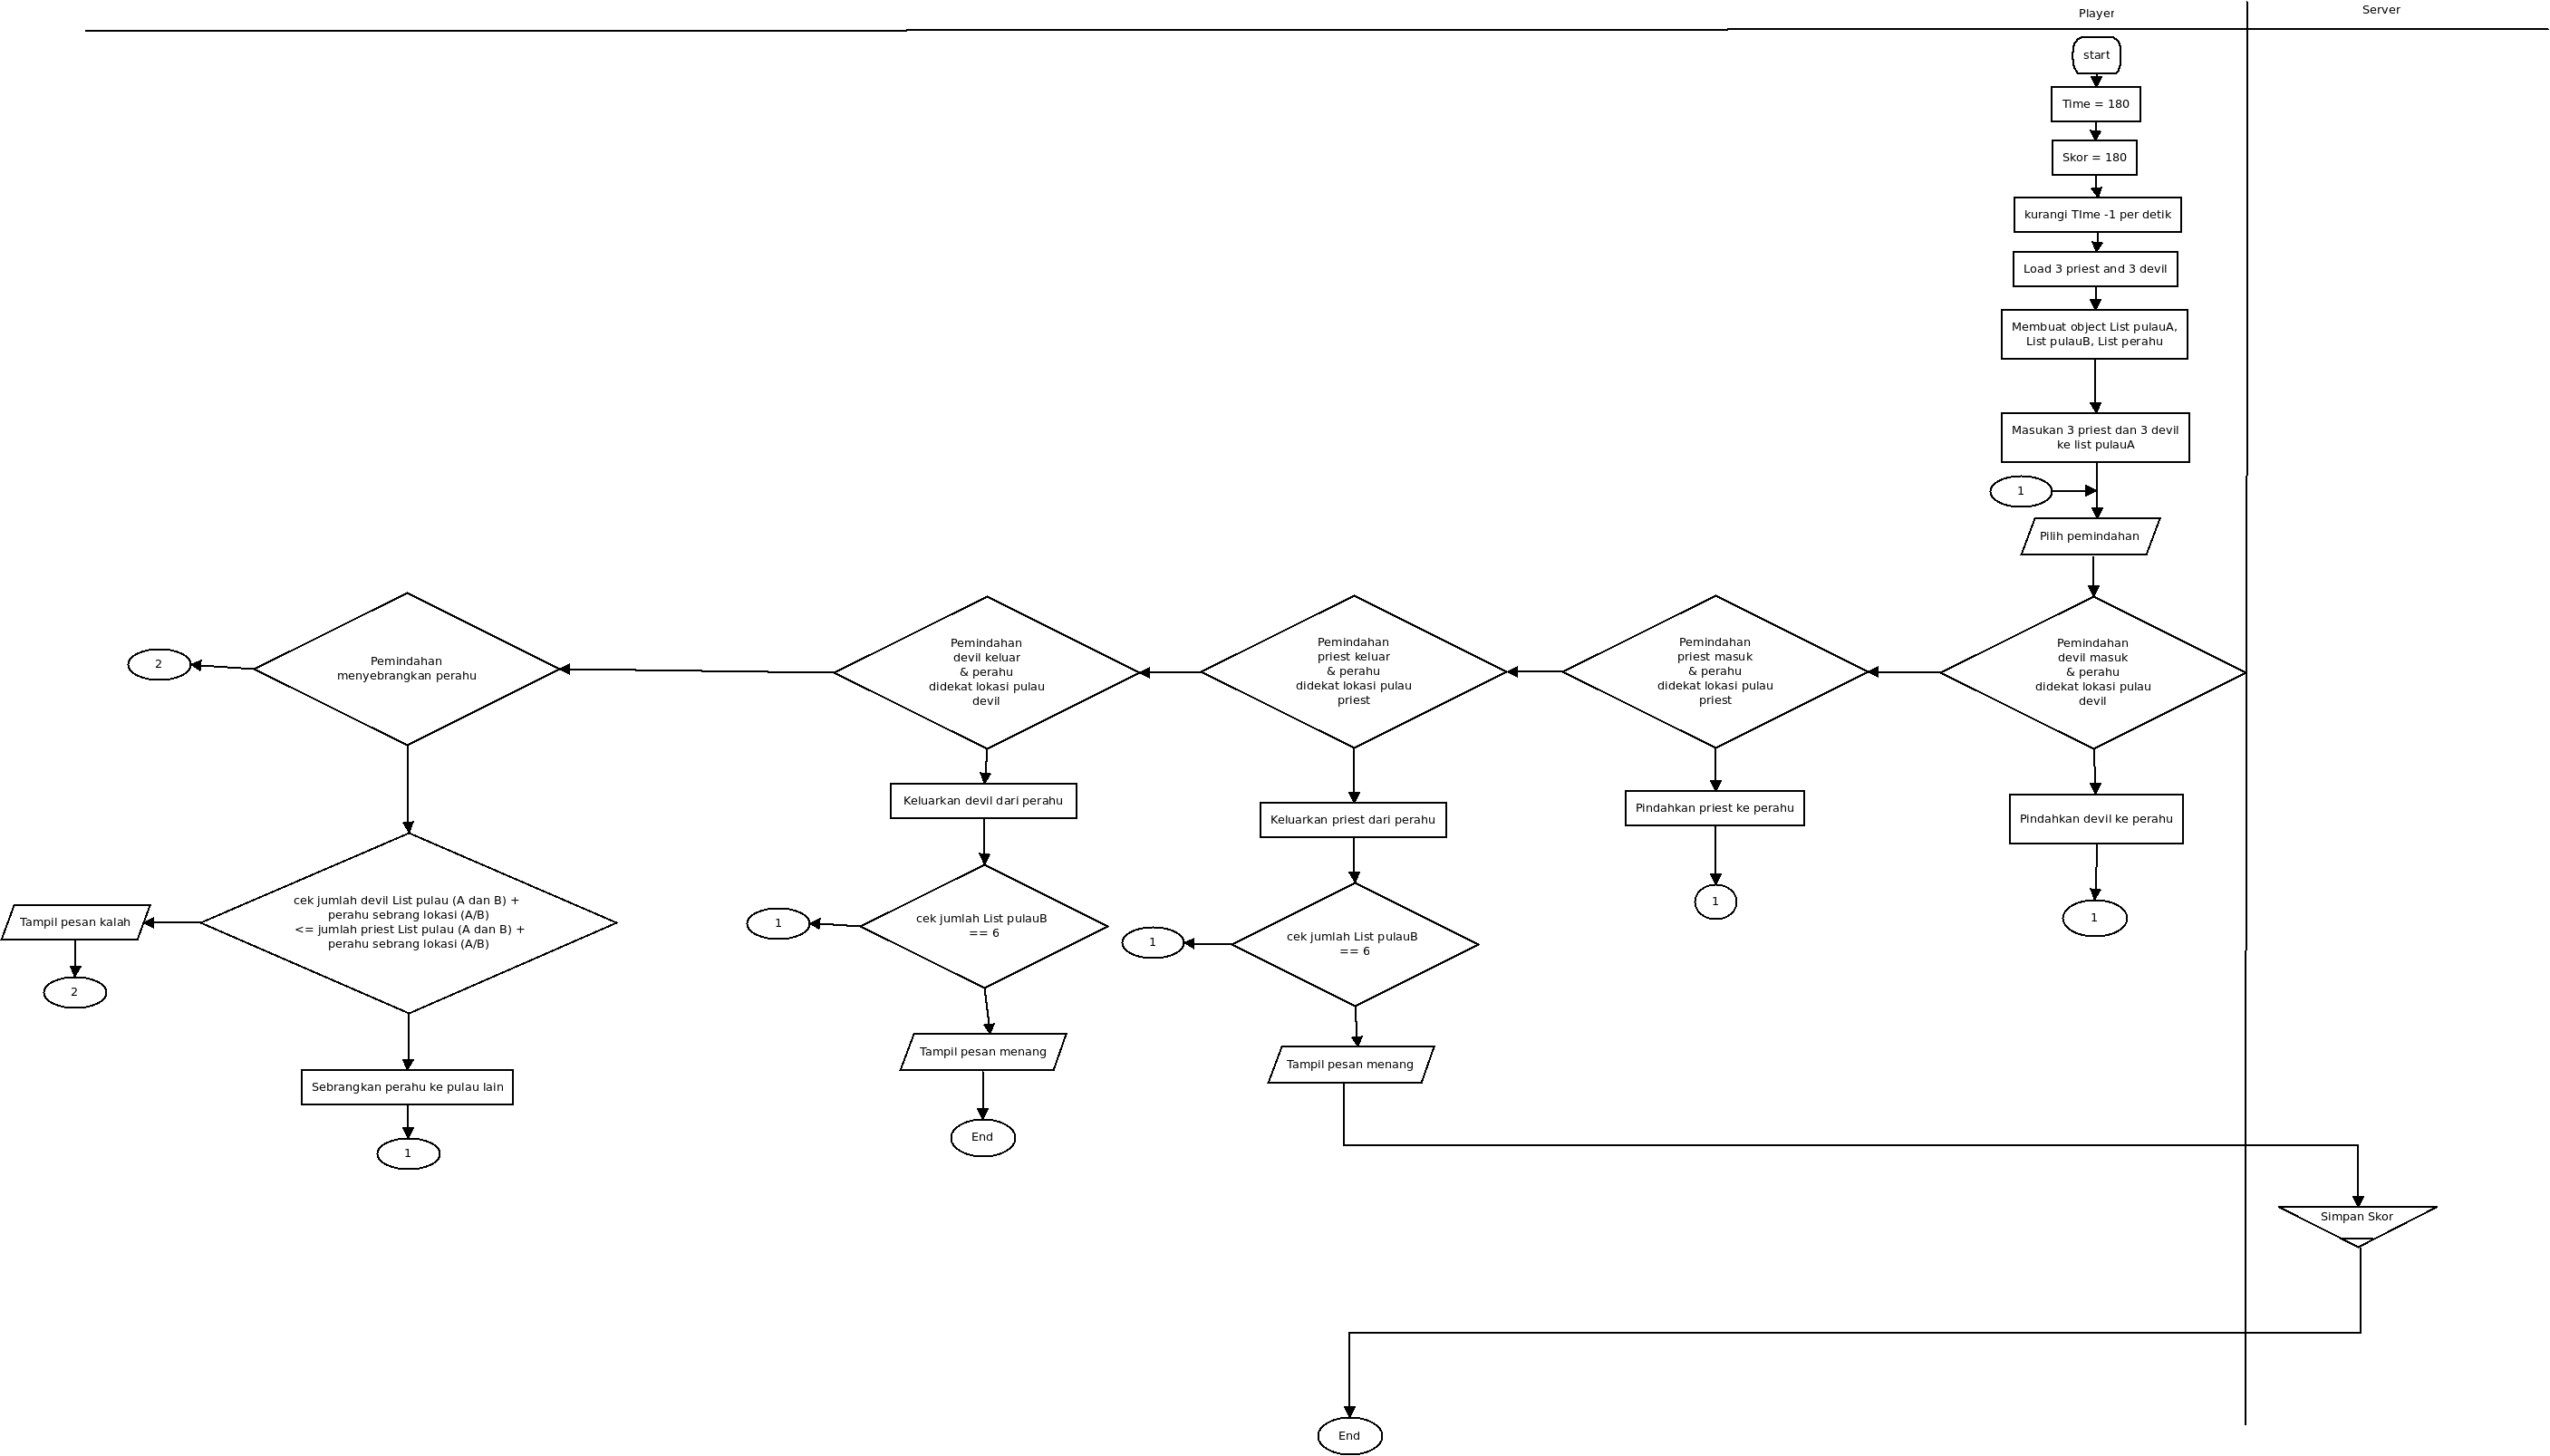 Player
Server
start
Time = 180
Skor = 180
kurangi TIme -1 per detik
Load 3 priest and 3 devil
Membuat object List pulauA,
List pulauB, List perahu
Masukan 3 priest dan 3 devil
ke list pulauA
1
Pilih pemindahan
Pemindahan
devil masuk
& perahu
didekat lokasi pulau
devil
Pemindahan
priest masuk
& perahu
didekat lokasi pulau
priest
Pemindahan
priest keluar
& perahu
didekat lokasi pulau
priest
Pemindahan
devil keluar
& perahu
didekat lokasi pulau
devil
Pemindahan
menyebrangkan perahu
2
Pindahkan devil ke perahu
1
Pindahkan priest ke perahu
1
Keluarkan priest dari perahu
cek jumlah List pulauB
== 6
1
Tampil pesan menang
Keluarkan devil dari perahu
cek jumlah List pulauB
== 6
1
Tampil pesan menang
End
cek jumlah devil List pulau (A dan B) +
perahu sebrang lokasi (A/B)
<= jumlah priest List pulau (A dan B) +
perahu sebrang lokasi (A/B)
Tampil pesan kalah
2
Sebrangkan perahu ke pulau lain
1
Simpan Skor
End